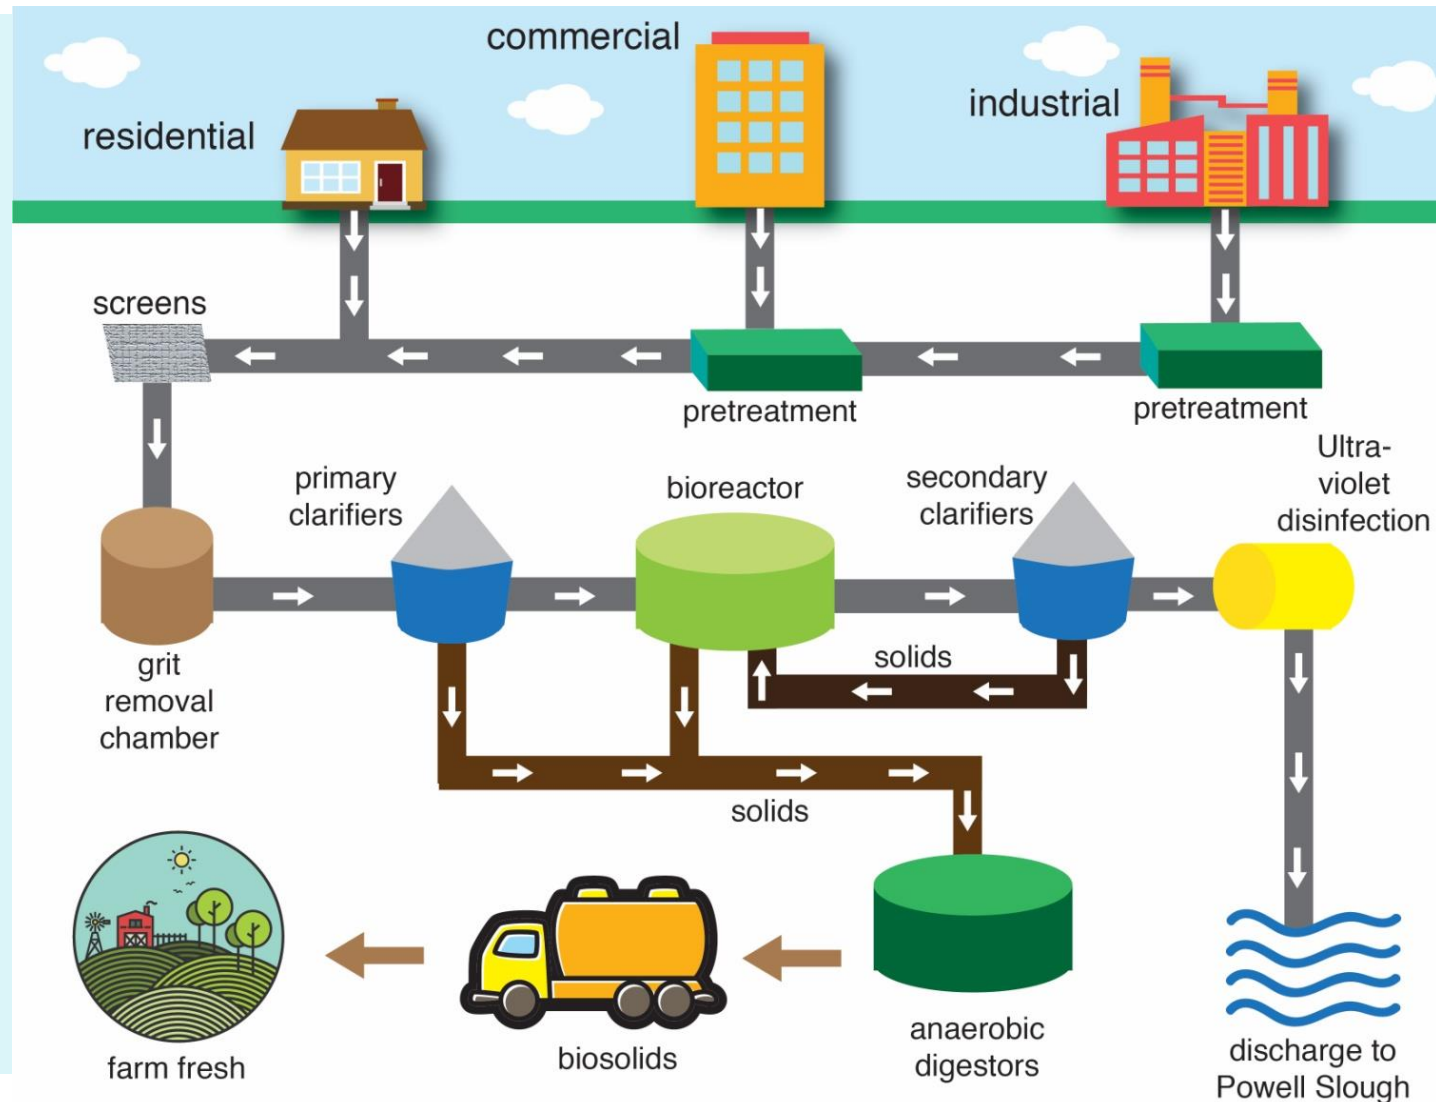 commercial
residential
industrial
screens
pretreatment
pretreatment
primary
clarifiers
bioreactor
secondary
clarifiers
Ultra-
violet
disinfection
grit
removal
chamber
solids
solids
farm fresh
biosolids
anaerobic
digestors
discharge to
Powell Slough